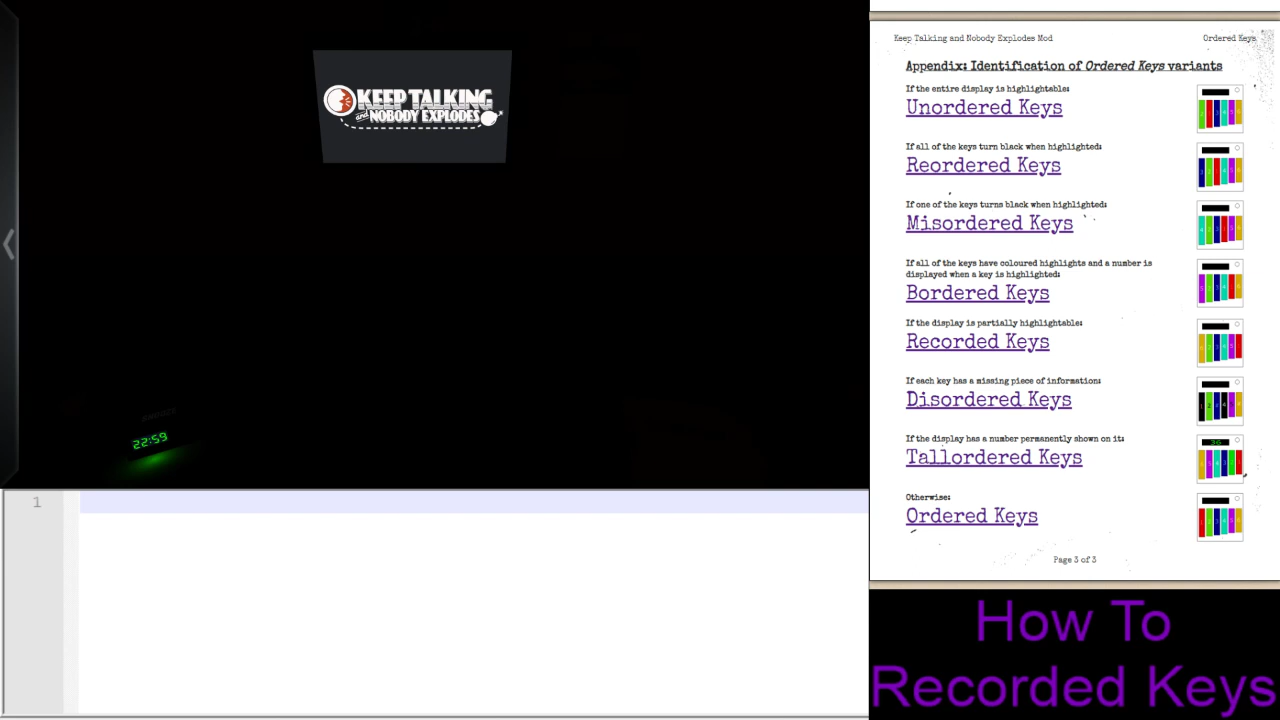 KEEP TALKING
and
NOBODY EXPLODES
22:59
1
Keep Talking and Nobody Explodes Mod
Ordered Keys
Appendix: Identification of Ordered Keys variants
If the entire display is highlightable:
Unordered Keys
If all of the keys turn black when highlighted:
Reordered Keys
If one of the keys turns black when highlighted:
Misordered Keys
If all of the keys have coloured highlights and a number is
displayed when a key is highlighted:
Bordered Keys
If the display is partially highlightable:
Recorded Keys
If each key has a missing piece of information:
Disordered Keys
If the display has a number permanently shown on it:
Tallordered Keys
36
Otherwise:
Ordered Keys
Page 3 of 3
How To
Recorded Keys